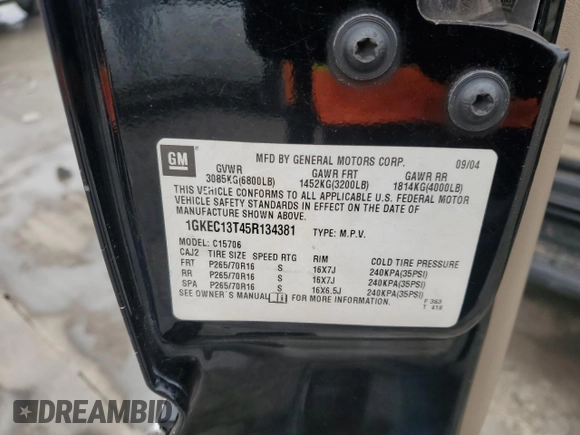 GM
MFD BY GENERAL MOTORS CORP.
09/04
GVWR GAWR FRT GAWR RR
3085KG(6800LB) 1452KG(3200LB) 1814KG(4000LB)
THIS VEHICLE CONFORMS TO ALL APPLICABLE U.S. FEDERAL MOTOR
VEHICLE SAFETY STANDARDS IN EFFECT ON THE DATE OF
MANUFACTURE SHOWN ABOVE.
1GKEC13T45R134381 TYPE: M.P.V.
MODEL: C15706
CAJ2 TIRE SIZE SPEED RTG RIM COLD TIRE PRESSURE
FRT P265/70R16 S 16X7J 240KPA(35PSI)
RR P265/70R16 S 16X7J 240KPA(35PSI)
SPA P265/70R16 S 16X6.5J 240KPA(35PSI)
SEE OWNER'S MANUAL FOR MORE INFORMATION.
F 363
T 416
DREAMBID